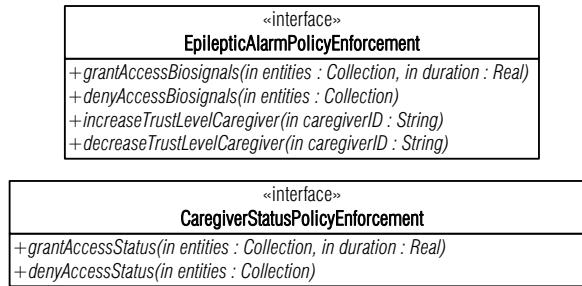 «interface»
EpilepticAlarmPolicyEnforcement
+grantAccessBiosignals(in entities : Collection, in duration : Real)
+denyAccessBiosignals(in entities : Collection)
+increaseTrustLevelCaregiver(in caregiverID : String)
+decreaseTrustLevelCaregiver(in caregiverID : String)
«interface»
CaregiverStatusPolicyEnforcement
+grantAccessStatus(in entities : Collection, in duration : Real)
+denyAccessStatus(in entities : Collection)